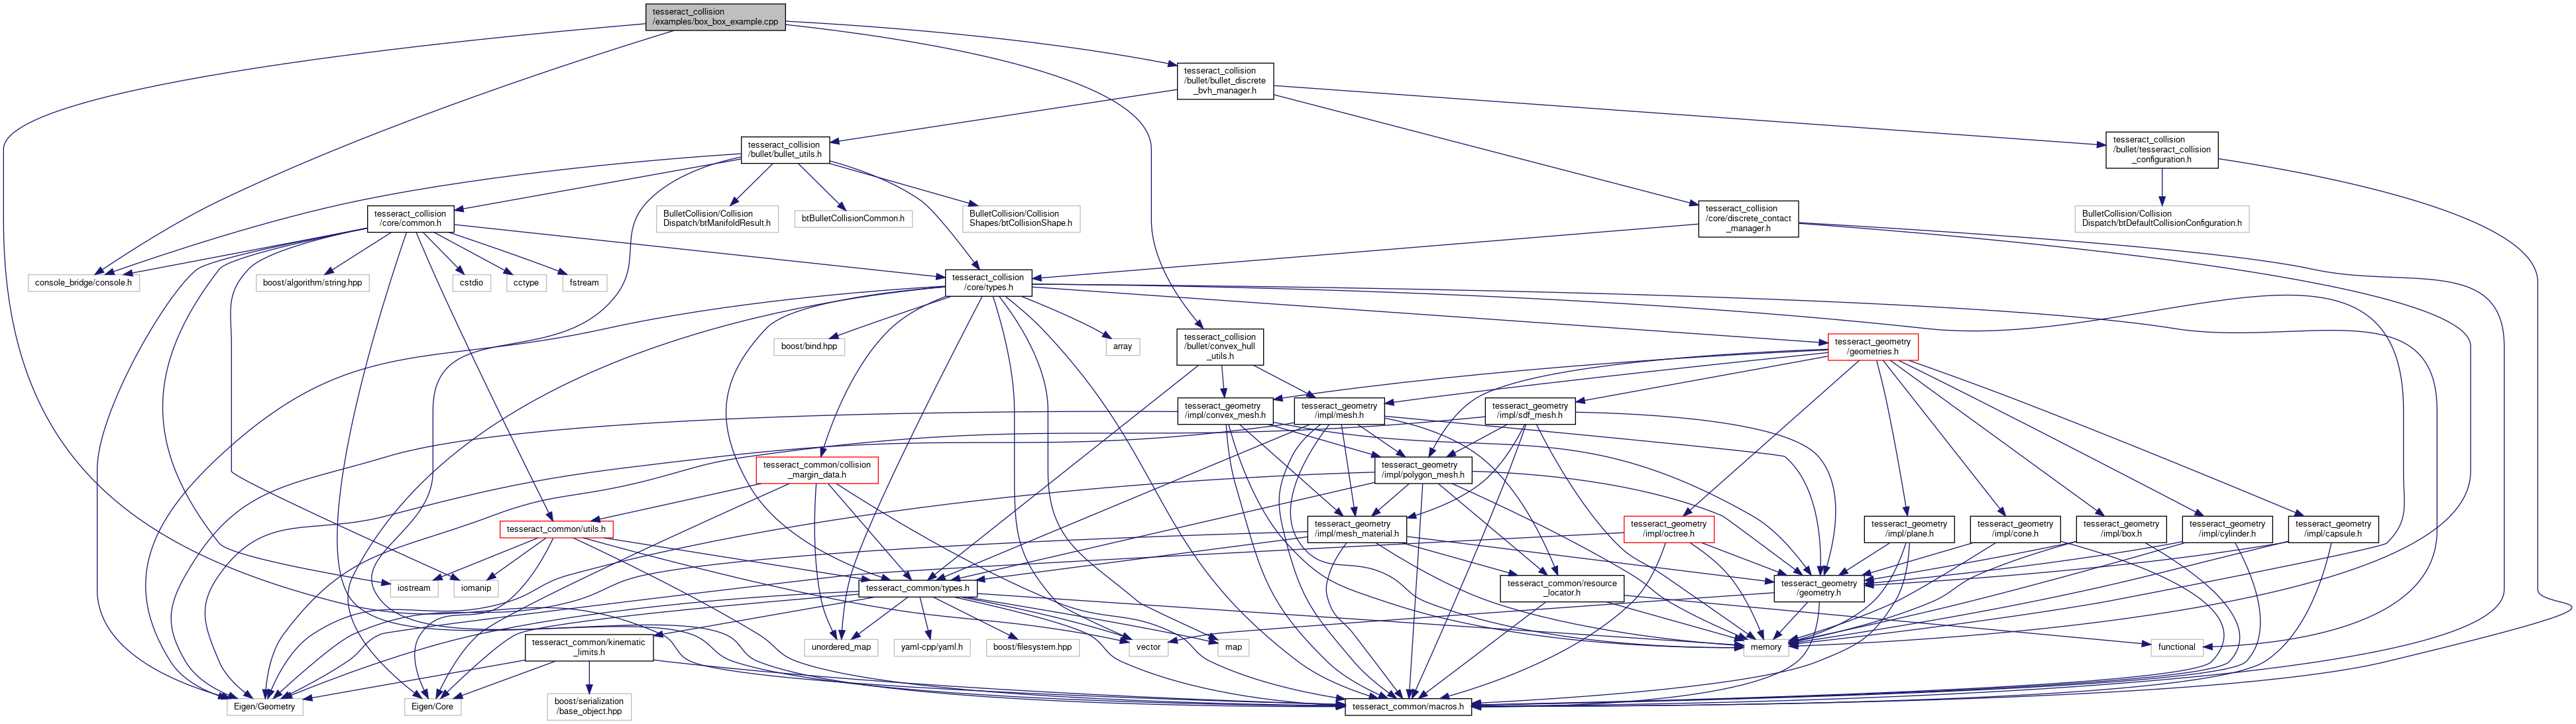 tesseract_collision
/examples/box_box_example.cpp
tesseract_collision
/bullet/bullet_discrete
_bvh_manager.h
tesseract_collision
/bullet/bullet_utils.h
tesseract_collision
/bullet/tesseract_collision
_configuration.h
tesseract_collision
/core/common.h
BulletCollision/Collision
Dispatch/btManifoldResult.h
btBulletCollisionCommon.h
BulletCollision/Collision
Shapes/btCollisionShape.h
tesseract_collision
/core/discrete_contact
_manager.h
BulletCollision/Collision
Dispatch/btDefaultCollisionConfiguration.h
console_bridge/console.h
boost/algorithm/string.hpp
cstdio
cctype
fstream
tesseract_collision
/core/types.h
boost/bind.hpp
array
tesseract_collision
/bullet/convex_hull
_utils.h
tesseract_geometry
/geometries.h
tesseract_geometry
/impl/convex_mesh.h
tesseract_geometry
/impl/mesh.h
tesseract_geometry
/impl/sdf_mesh.h
tesseract_common/collision
_margin_data.h
tesseract_geometry
/impl/polygon_mesh.h
tesseract_common/utils.h
tesseract_geometry
/impl/mesh_material.h
tesseract_geometry
/impl/octree.h
tesseract_geometry
/impl/plane.h
tesseract_geometry
/impl/cone.h
tesseract_geometry
/impl/box.h
tesseract_geometry
/impl/cylinder.h
tesseract_geometry
/impl/capsule.h
iostream
iomanip
tesseract_common/types.h
tesseract_common/resource
_locator.h
tesseract_geometry
/geometry.h
tesseract_common/kinematic
_limits.h
unordered_map
yaml-cpp/yaml.h
boost/filesystem.hpp
vector
map
memory
functional
Eigen/Geometry
Eigen/Core
boost/serialization
/base_object.hpp
tesseract_common/macros.h